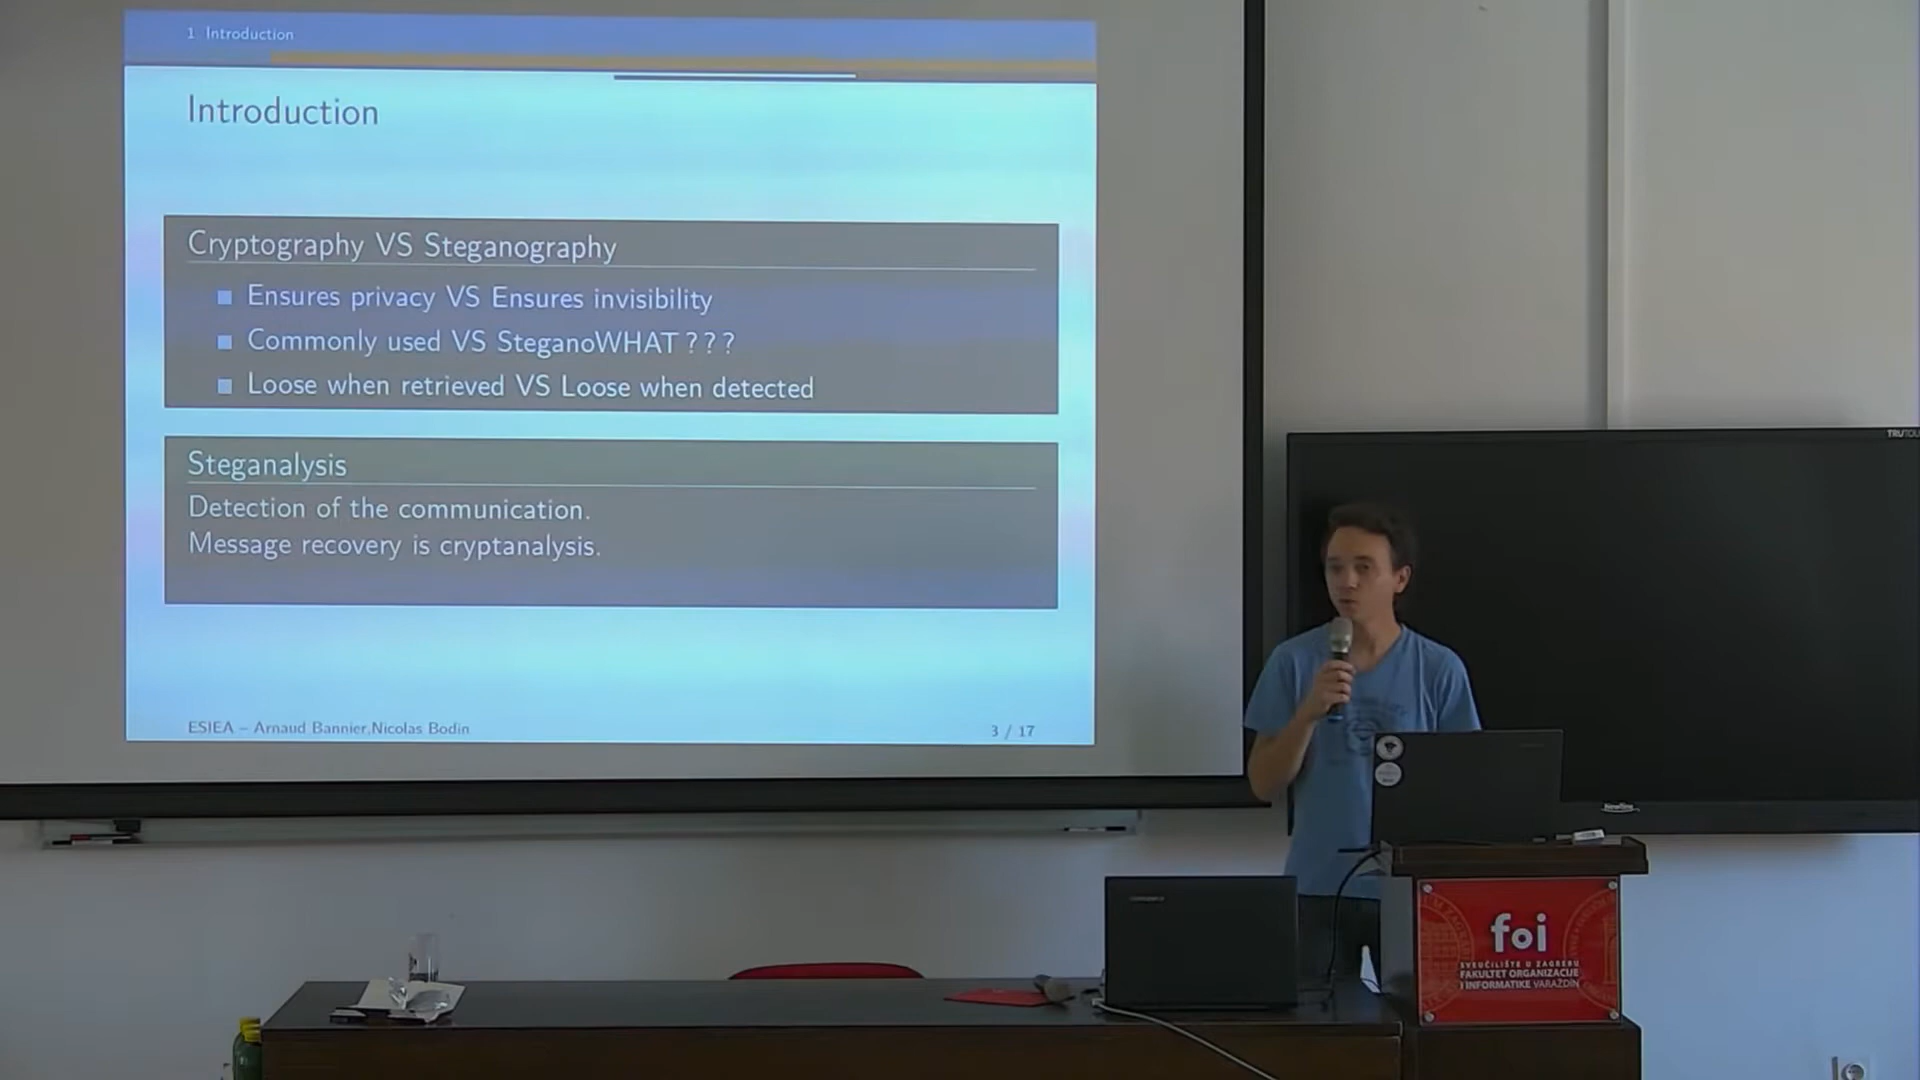 1 Introduction
Introduction
Cryptography VS Steganography
Ensures privacy VS Ensures invisibility
Commonly used VS SteganoWHAT ? ? ?
Loose when retrieved VS Loose when detected
Steganalysis
Detection of the communication.
Message recovery is cryptanalysis.
ESIEA – Arnaud Bannier,Nicolas Bodin
3 / 17
Newline
foi
SVEUČILIŠTE U ZAGREBU
FAKULTET ORGANIZACIJE
I INFORMATIKE VARAŽDIN